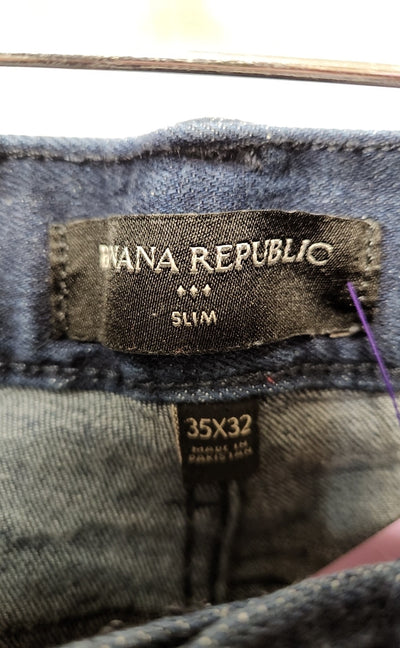 BANANA REPUBLIC
SLIM
35X32
MADE IN
PAKISTAN